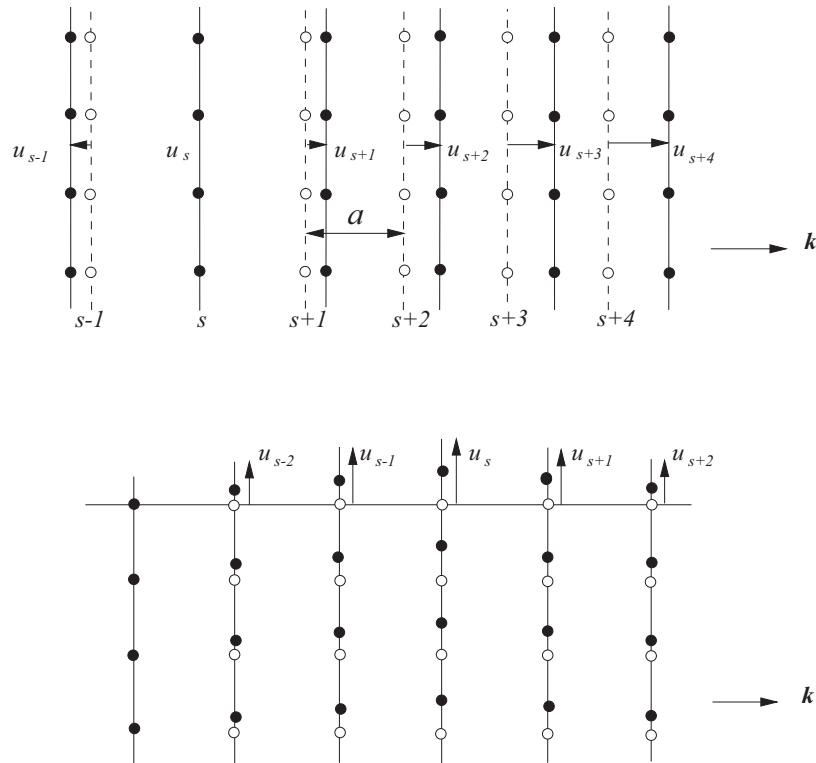 u s-1 u s u s+1 u s+2 u s+3 u s+4
a
k
s-1 s s+1 s+2 s+3 s+4
u s-2 u s-1 u s u s+1 u s+2
k